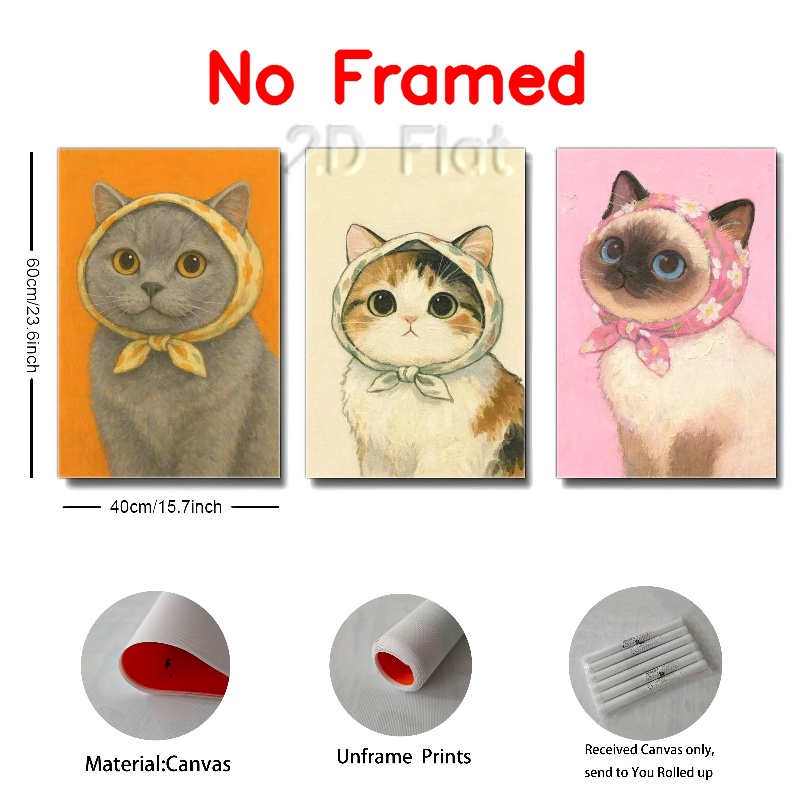 No Framed
2D Flat
60cm/23.6inch
40cm/15.7inch
Material:Canvas
Unframe Prints
Received Canvas only,
send to You Rolled up